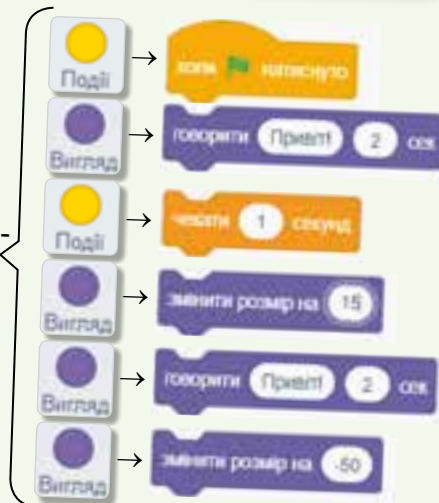 Події → коли натиснуто
Вигляд → говорити Привіт! 2 сек
Події → чекати 1 секунд
Вигляд → змінити розмір на 15
Вигляд → говорити Привіт! 2 сек
Вигляд → змінити розмір на -50